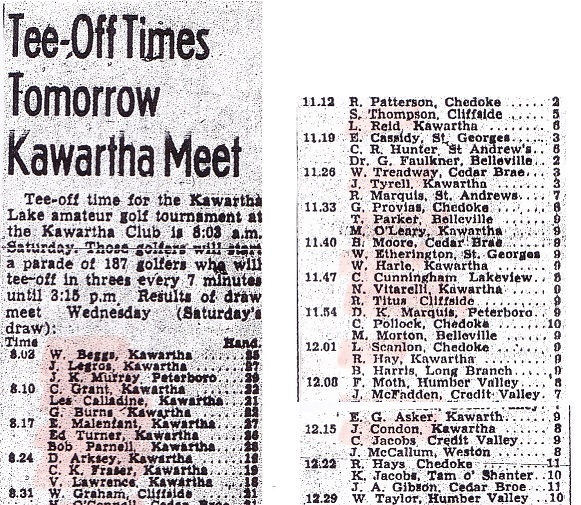 Tee-Off Times
Tomorrow
Kawartha Meet
Tee-off time for the Kawartha
Lake amateur golf tournament at
the Kawartha Club is 8:03 a.m.
Saturday. Those golfers will start
a parade of 187 golfers who will
tee-off in threes every 7 minutes
until 3:15 p.m. Results of draw
meet Wednesday (Saturday's
draw):
Time Hand.
8.03 W. Beggs, Kawartha ..... 25
J. Legros, Kawartha ..... 27
J. K. Murray Peterboro .. 29
8.10 C. Grant, Kawartha ..... 22
Les Calladine, Kawartha 21
G. Burns Kawartha ..... 22
8.17 E. Malenfant, Kawartha .. 27
Ed Turner, Kawartha .... 26
Bob Parnell, Kawartha .. 28
8.24 D. Arksey, Kawartha .... 19
C. K. Fraser, Kawartha .. 19
V. Lawrence, Kawartha .. 18
8.31 W. Graham, Cliffside .... 21
11.12 R. Patterson, Chedoke ..... 2
S. Thompson, Cliffside ..... 5
L. Reid, Kawartha ..... 6
11.19 E. Cassidy, St. Georges ..... 3
C. R. Hunter St Andrew's .. 6
Dr. G. Faulkner, Belleville .. 2
11.26 W. Tredway, Cedar Brae ... 3
J. Tyrell, Kawartha ..... 3
R. Marquis, St. Andrews .... 7
11.33 G. Provias, Chedoke ..... 6
T. Parker, Belleville ..... 9
M. O'Leary, Kawartha ..... 9
11.40 B. Moore, Cedar Brae ..... 8
W. Etherington, St. Georges 9
W. Harle, Kawartha ..... 9
11.47 C. Cunningham Lakeview .. 8
N. Vitarelli, Kawartha ..... 9
R. Titus Cliffside ..... 9
11.54 D. K. Marquis, Peterboro .. 9
C. Pollock, Chedoke ..... 10
M. Morton, Belleville ..... 9
12.01 L. Scanlon, Chedoke ..... 9
R. Hay, Kawartha ..... 9
B. Harris, Long Branch .... 9
12.08 F. Moth, Humber Valley .... 8
J. McFadden, Credit Valley . 7
E. G. Asker, Kawarth .... 9
12.15 J. Condon, Kawartha ..... 8
C. Jacobs Credit Valley .... 9
J. McCallum, Weston ..... 8
12.22 R. Hays Chedoke ..... 11
K. Jacobs, Tam o' Shanter .. 10
J. A. Gibson, Cedar Brae .. 11
12.29 W. Taylor, Humber Valley .. 10